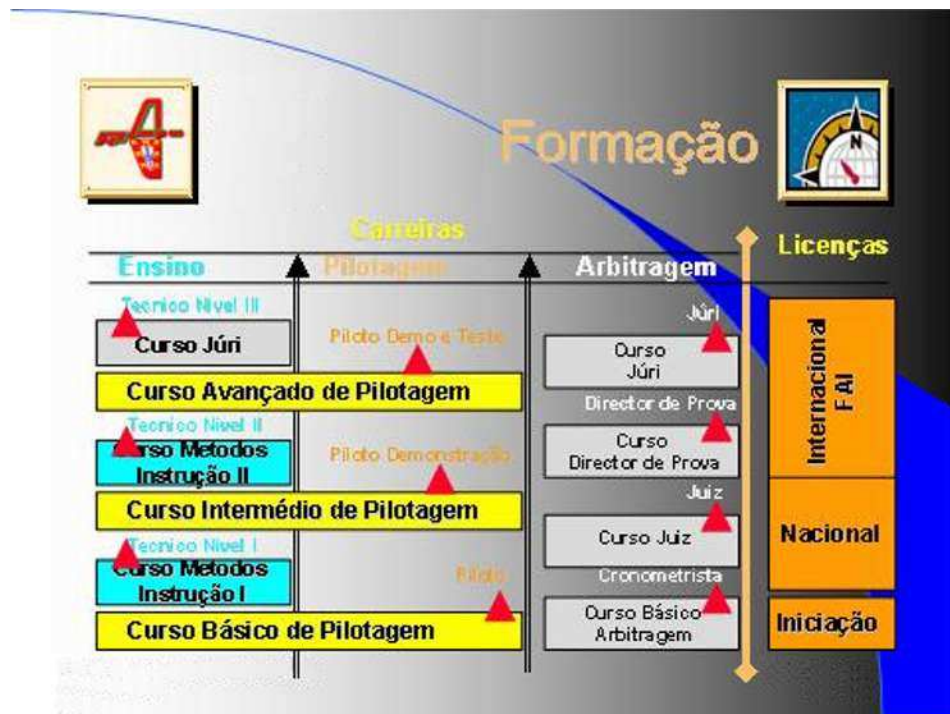 Formação
Carreiras
Licenças
Ensino
Pilotagem
Arbitragem
Tecnico Nivel III
Curso Júri
Piloto Demo e Teste
Curso Avançado de Pilotagem
Tecnico Nivel II
Curso Metodos
Instrução II
Piloto Demonstração
Curso Intermédio de Pilotagem
Tecnico Nivel I
Curso Metodos
Instrução I
Piloto
Curso Básico de Pilotagem
Júri
Curso
Júri
Director de Prova
Curso
Director de Prova
Juiz
Curso Juiz
Cronometrista
Curso Básico
Arbitragem
Internacional
FAI
Nacional
Iniciação
N